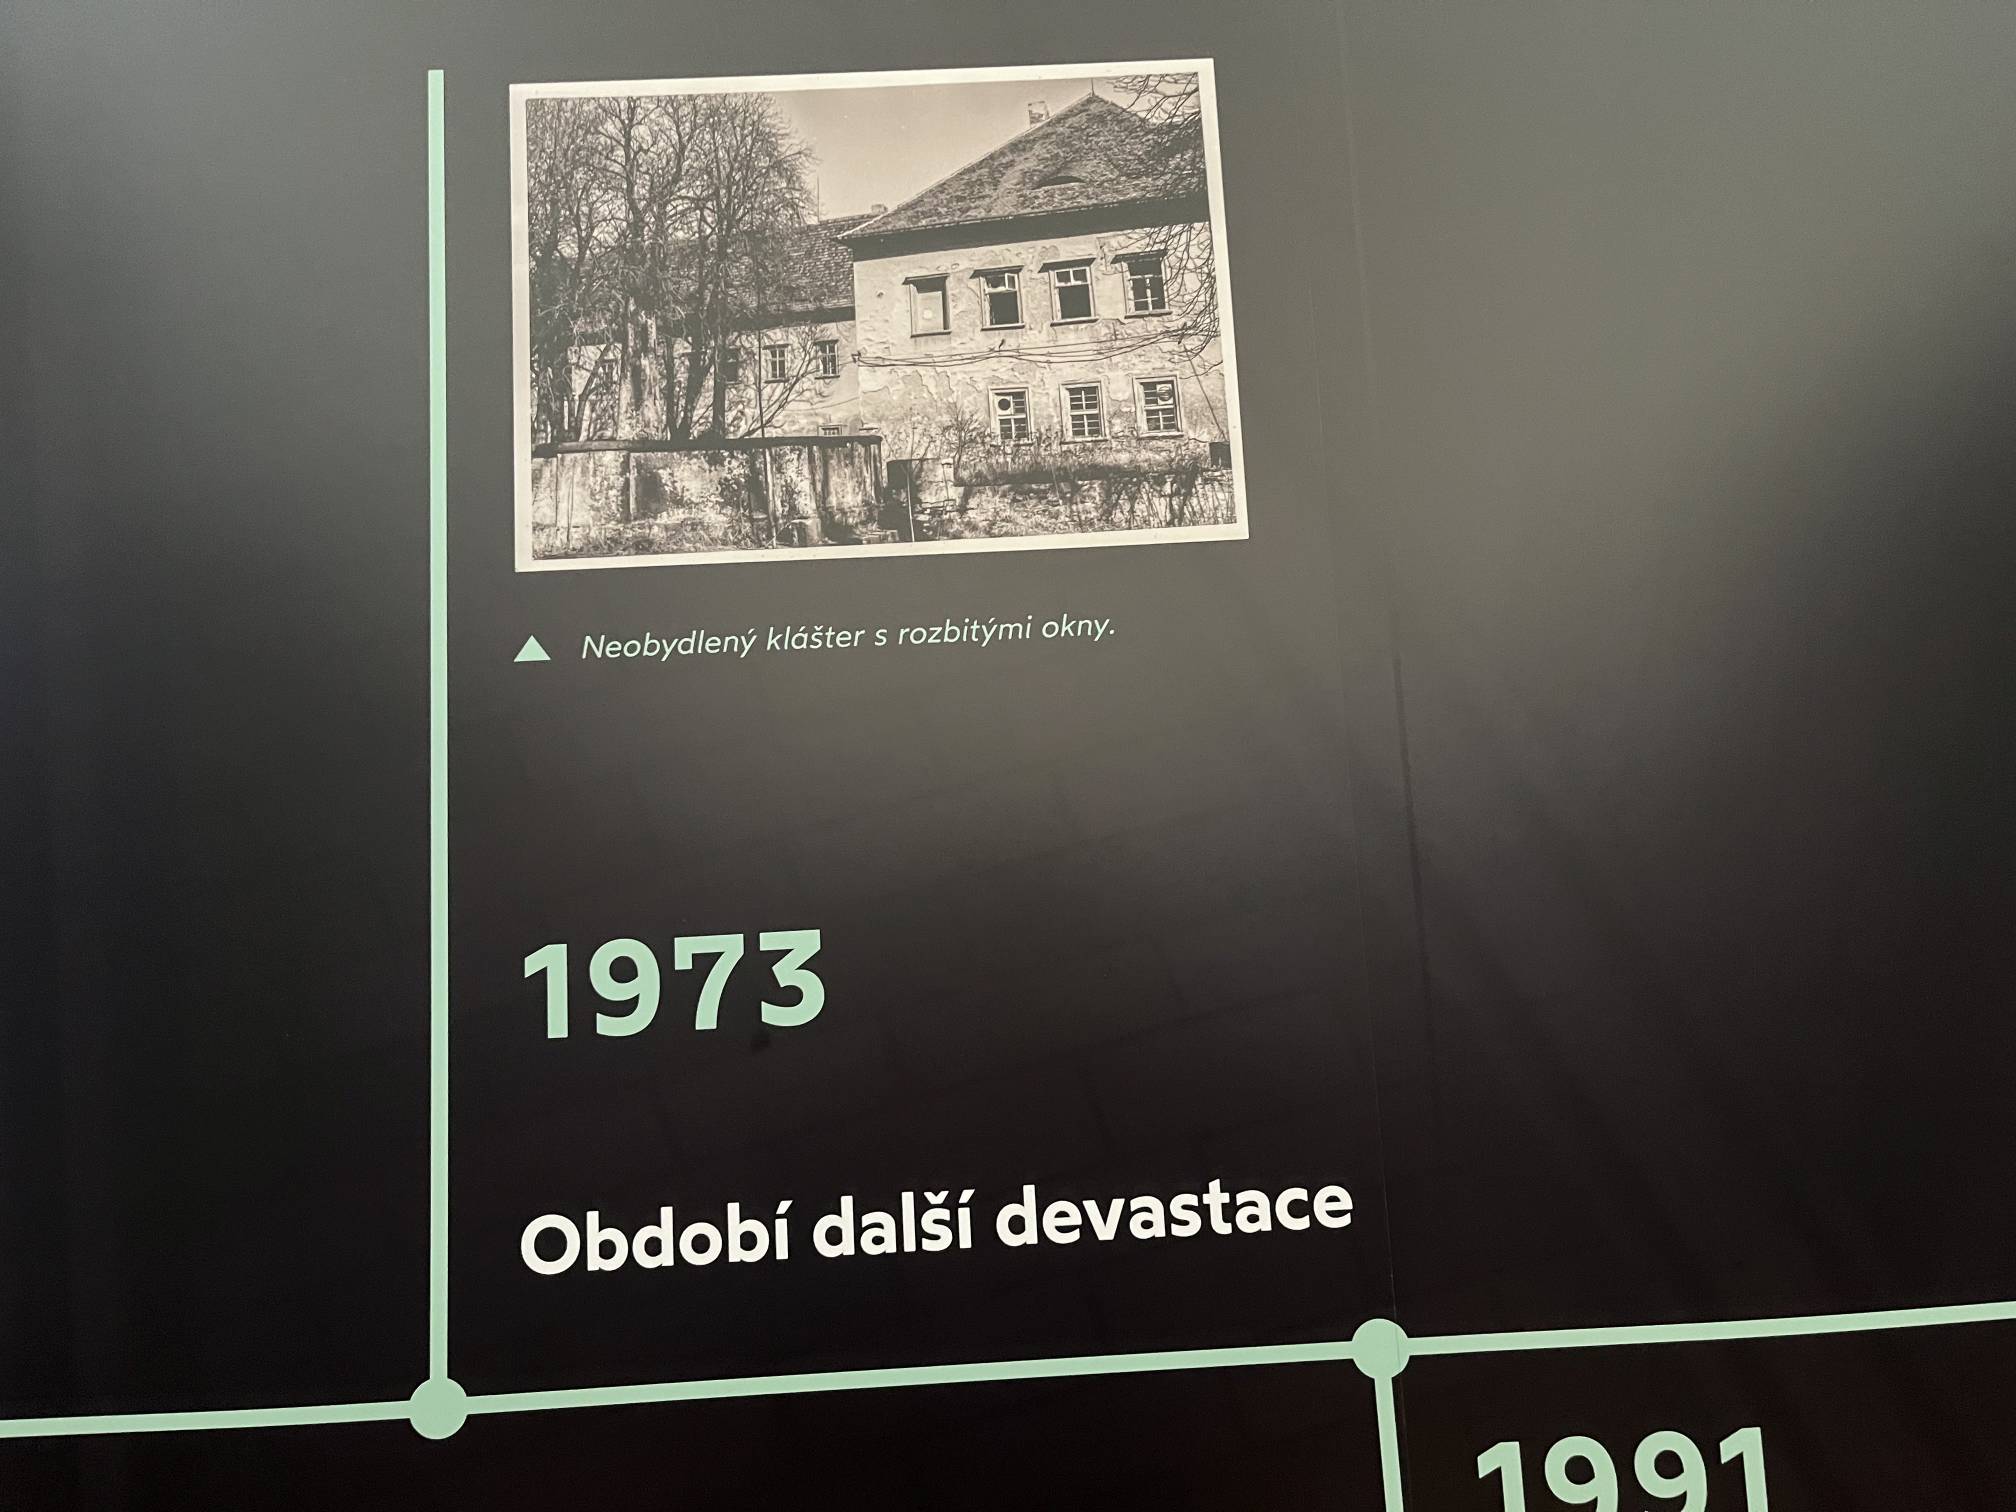 Neobydlený klášter s rozbitými okny.
1973
Období další devastace
1991